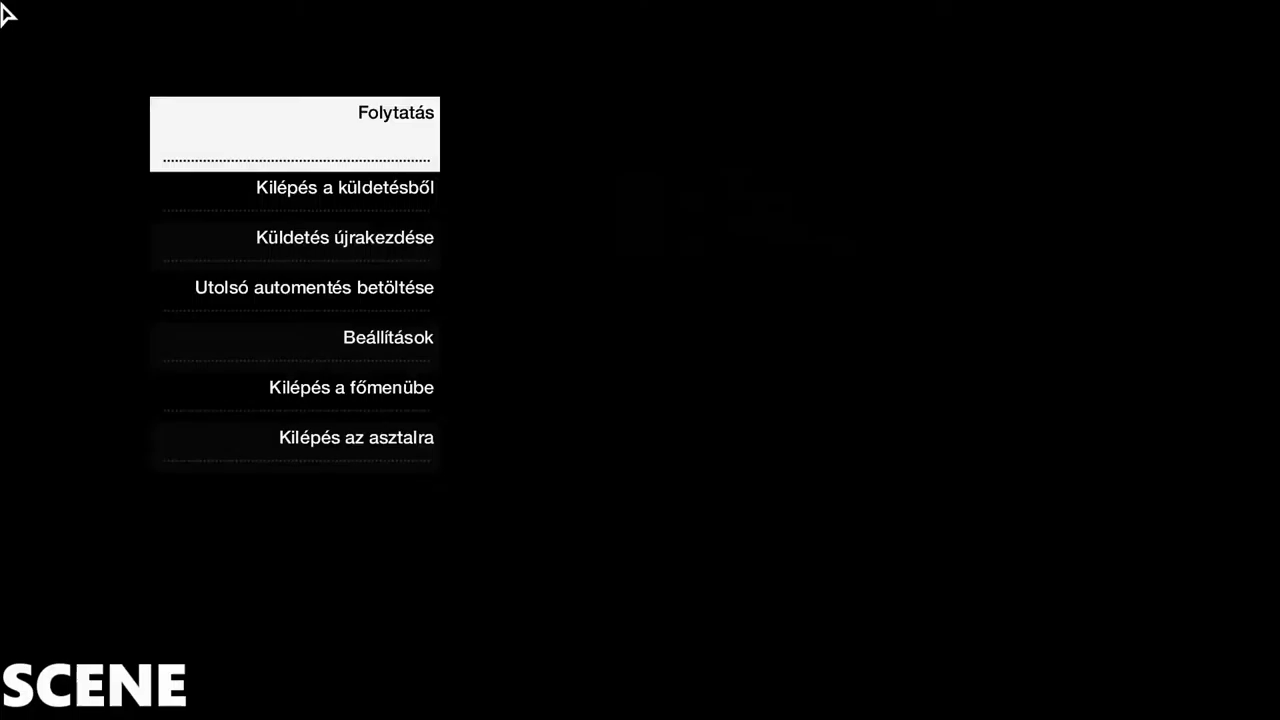 Folytatás
Kilépés a küldetésből
Küldetés újrakezdése
Utolsó automentés betöltése
Beállítások
Kilépés a főmenübe
Kilépés az asztalra
SCENE